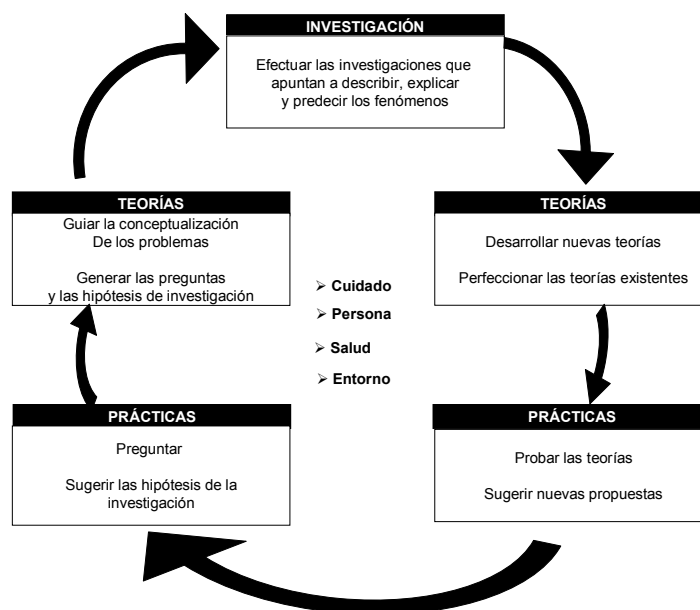 INVESTIGACIÓN
Efectuar las investigaciones que
apuntan a describir, explicar
y predecir los fenómenos
TEORÍAS
Guiar la conceptualización
De los problemas
Generar las preguntas
y las hipótesis de investigación
TEORÍAS
Desarrollar nuevas teorías
Perfeccionar las teorías existentes
➢ Cuidado
➢ Persona
➢ Salud
➢ Entorno
PRÁCTICAS
Preguntar
Sugerir las hipótesis de la
investigación
PRÁCTICAS
Probar las teorías
Sugerir nuevas propuestas